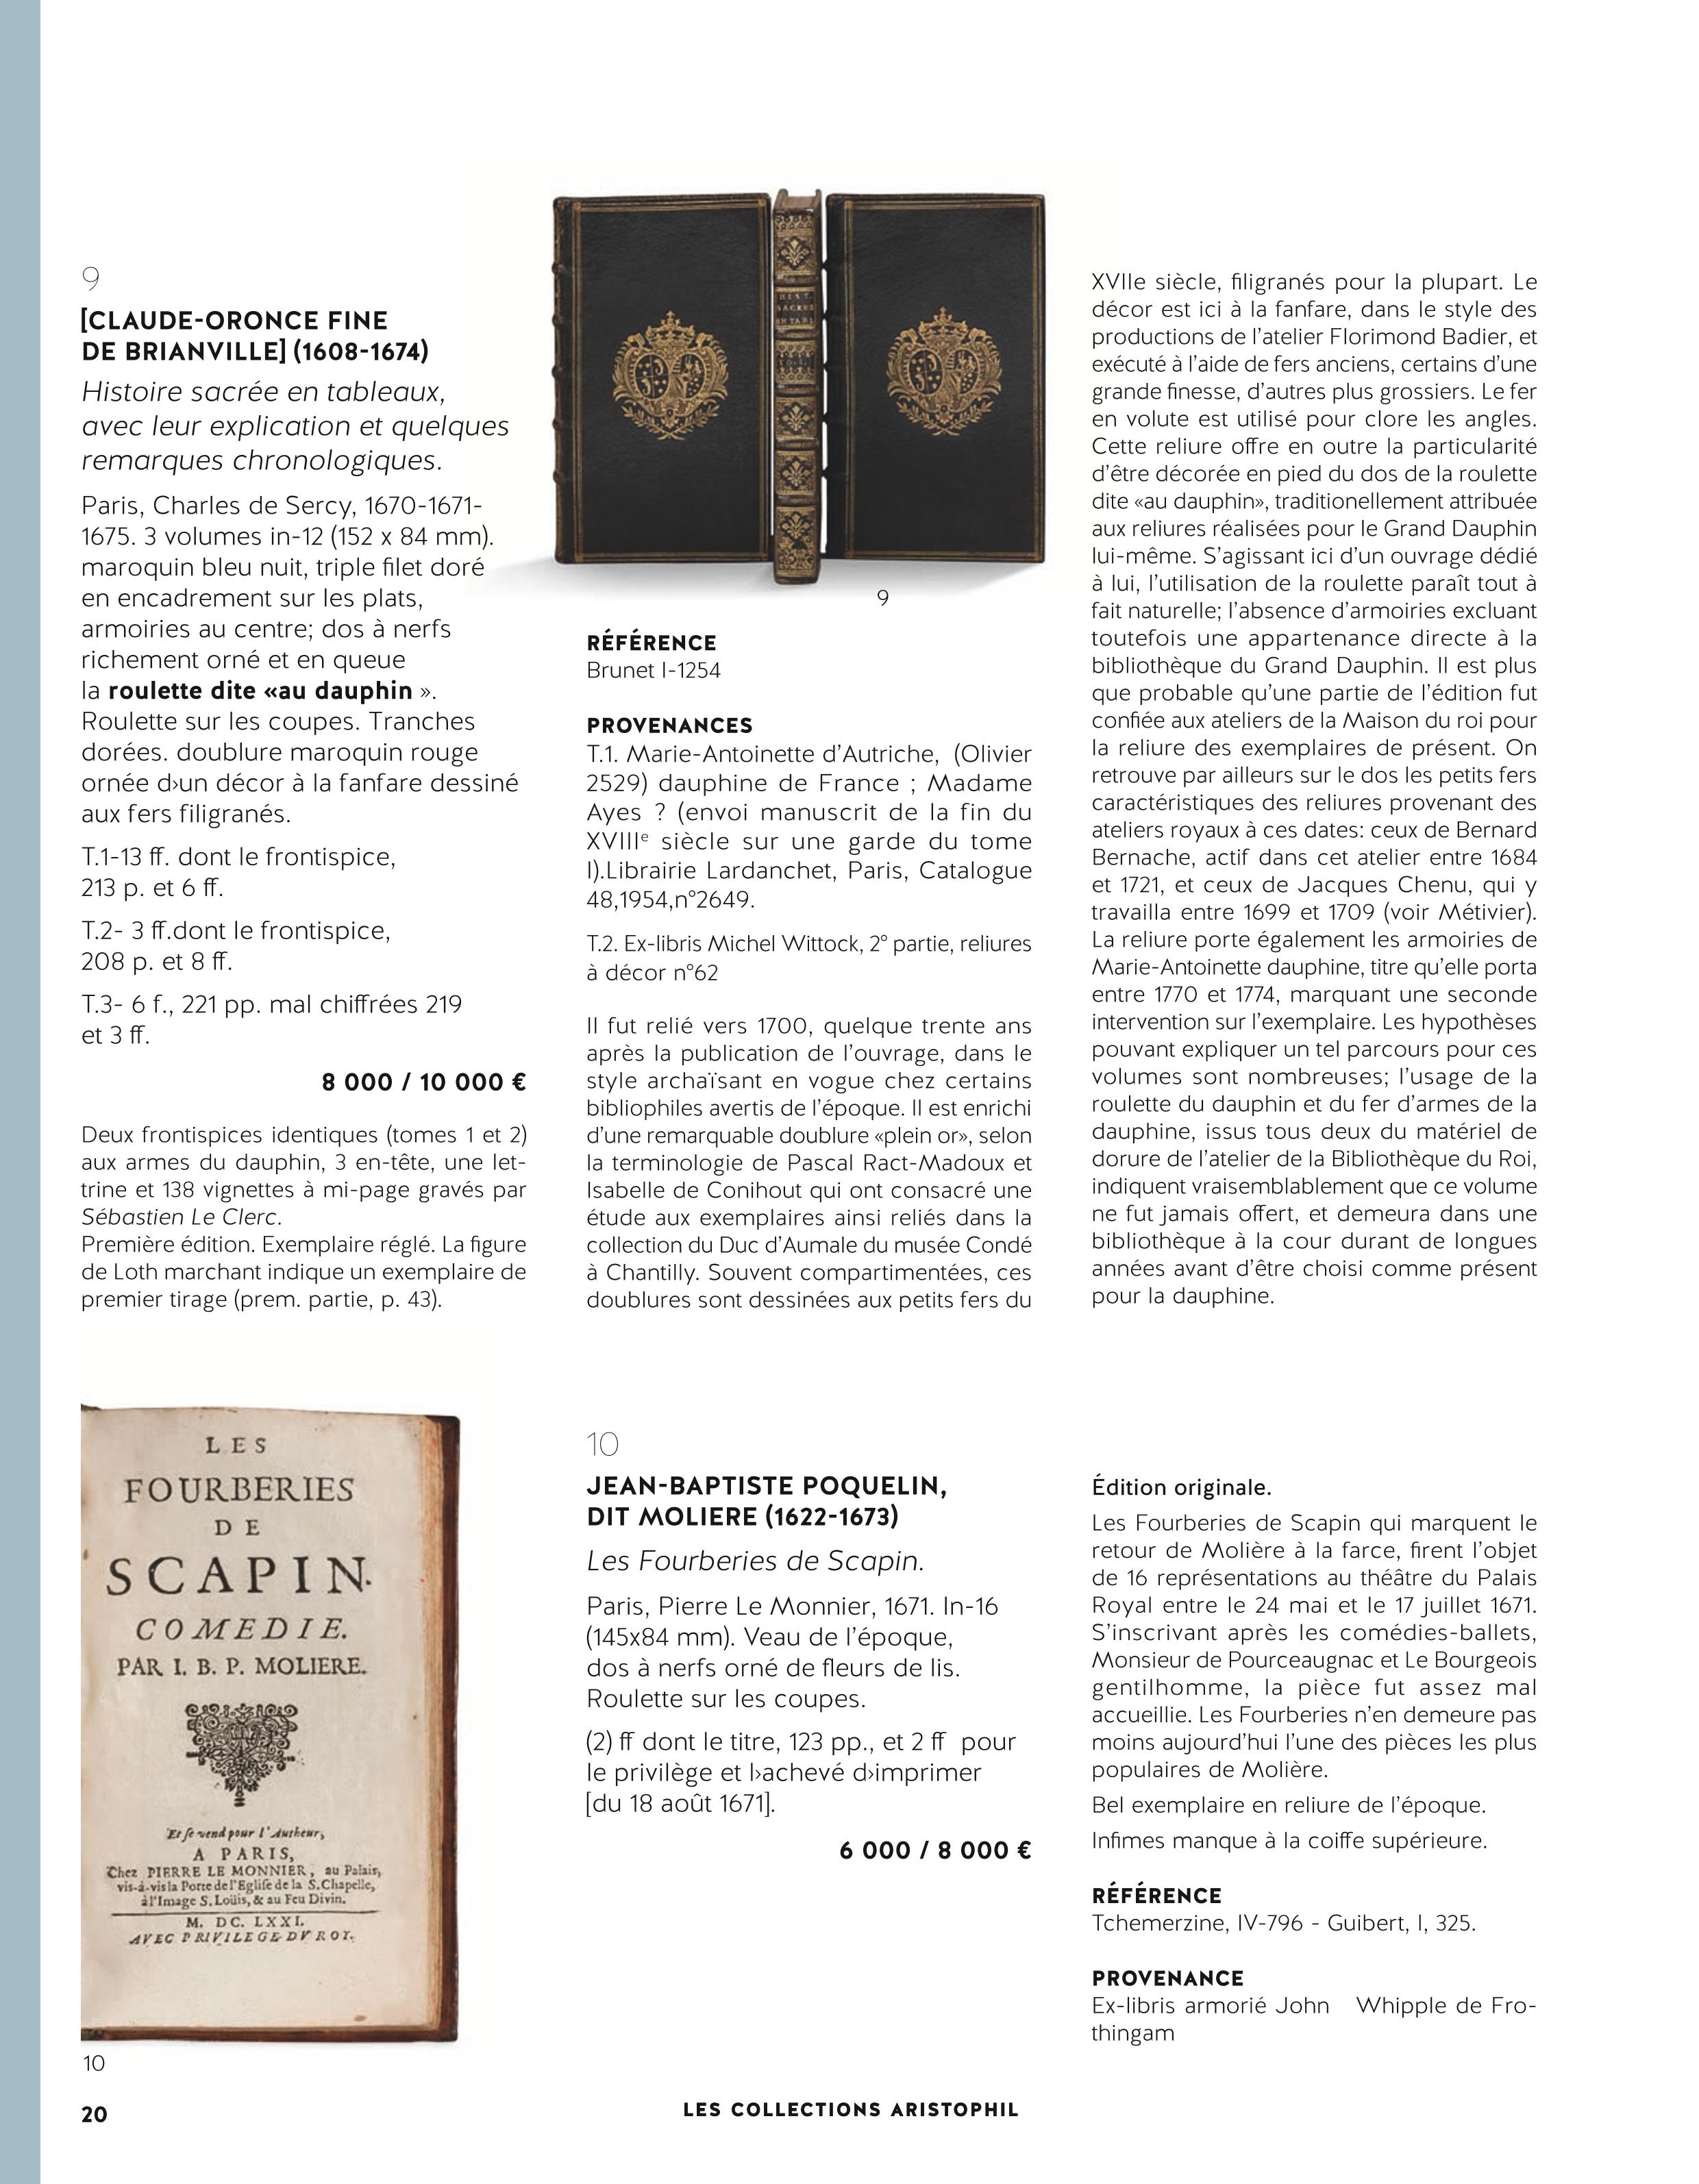 9
[CLAUDE-ORONCE FINE
DE BRIANVILLE] (1608-1674)
Histoire sacrée en tableaux,
avec leur explication et quelques
remarques chronologiques.
Paris, Charles de Sercy, 1670-1671-
1675. 3 volumes in-12 (152 x 84 mm).
maroquin bleu nuit, triple filet doré
en encadrement sur les plats,
armoiries au centre; dos à nerfs
richement orné et en queue
la roulette dite «au dauphin ».
Roulette sur les coupes. Tranches
dorées. doublure maroquin rouge
ornée d›un décor à la fanfare dessiné
aux fers filigranés.
T.1-13 ff. dont le frontispice,
213 p. et 6 ff.
T.2- 3 ff.dont le frontispice,
208 p. et 8 ff.
T.3- 6 f., 221 pp. mal chiffrées 219
et 3 ff.
8 000 / 10 000 €
Deux frontispices identiques (tomes 1 et 2)
aux armes du dauphin, 3 en-tête, une let-
trine et 138 vignettes à mi-page gravés par
Sébastien Le Clerc.
Première édition. Exemplaire réglé. La figure
de Loth marchant indique un exemplaire de
premier tirage (prem. partie, p. 43).
HIST.
SACREE
EN TABL
9
RÉFÉRENCE
Brunet I-1254
PROVENANCES
T.1. Marie-Antoinette d'Autriche, (Olivier
2529) dauphine de France ; Madame
Ayes ? (envoi manuscrit de la fin du
XVIIIe siècle sur une garde du tome
I).Librairie Lardanchet, Paris, Catalogue
48,1954,n°2649.
T.2. Ex-libris Michel Wittock, 2° partie, reliures
à décor n°62
Il fut relié vers 1700, quelque trente ans
après la publication de l'ouvrage, dans le
style archaïsant en vogue chez certains
bibliophiles avertis de l'époque. Il est enrichi
d'une remarquable doublure «plein or», selon
la terminologie de Pascal Ract-Madoux et
Isabelle de Conihout qui ont consacré une
étude aux exemplaires ainsi reliés dans la
collection du Duc d'Aumale du musée Condé
à Chantilly. Souvent compartimentées, ces
doublures sont dessinées aux petits fers du
XVIIe siècle, filigranés pour la plupart. Le
décor est ici à la fanfare, dans le style des
productions de l'atelier Florimond Badier, et
exécuté à l'aide de fers anciens, certains d'une
grande finesse, d'autres plus grossiers. Le fer
en volute est utilisé pour clore les angles.
Cette reliure offre en outre la particularité
d'être décorée en pied du dos de la roulette
dite «au dauphin», traditionellement attribuée
aux reliures réalisées pour le Grand Dauphin
lui-même. S'agissant ici d'un ouvrage dédié
à lui, l'utilisation de la roulette paraît tout à
fait naturelle; l'absence d'armoiries excluant
toutefois une appartenance directe à la
bibliothèque du Grand Dauphin. Il est plus
que probable qu'une partie de l'édition fut
confiée aux ateliers de la Maison du roi pour
la reliure des exemplaires de présent. On
retrouve par ailleurs sur le dos les petits fers
caractéristiques des reliures provenant des
ateliers royaux à ces dates: ceux de Bernard
Bernache, actif dans cet atelier entre 1684
et 1721, et ceux de Jacques Chenu, qui y
travailla entre 1699 et 1709 (voir Métivier).
La reliure porte également les armoiries de
Marie-Antoinette dauphine, titre qu'elle porta
entre 1770 et 1774, marquant une seconde
intervention sur l'exemplaire. Les hypothèses
pouvant expliquer un tel parcours pour ces
volumes sont nombreuses; l'usage de la
roulette du dauphin et du fer d'armes de la
dauphine, issus tous deux du matériel de
dorure de l'atelier de la Bibliothèque du Roi,
indiquent vraisemblablement que ce volume
ne fut jamais offert, et demeura dans une
bibliothèque à la cour durant de longues
années avant d'être choisi comme présent
pour la dauphine.
LES
FOURBERIES
DE
SCAPIN.
COMEDIE.
PAR I. B. P. MOLIERE.
Et se vend pour l'Autheur,
A PARIS,
Chez PIERRE LE MONNIER, au Palais,
vis-à-vis la Porte de l'Eglise de la S. Chapelle,
à l'Image S. Loüis, & au Feu Divin.
M. DC. LXXI.
AVEC PRIVILEGE DV ROY.
10
10
JEAN-BAPTISTE POQUELIN,
DIT MOLIERE (1622-1673)
Les Fourberies de Scapin.
Paris, Pierre Le Monnier, 1671. In-16
(145x84 mm). Veau de l'époque,
dos à nerfs orné de fleurs de lis.
Roulette sur les coupes.
(2) ff dont le titre, 123 pp., et 2 ff pour
le privilège et l›achevé d›imprimer
[du 18 août 1671].
6 000 / 8 000 €
Édition originale.
Les Fourberies de Scapin qui marquent le
retour de Molière à la farce, firent l'objet
de 16 représentations au théâtre du Palais
Royal entre le 24 mai et le 17 juillet 1671.
S'inscrivant après les comédies-ballets,
Monsieur de Pourceaugnac et Le Bourgeois
gentilhomme, la pièce fut assez mal
accueillie. Les Fourberies n'en demeure pas
moins aujourd'hui l'une des pièces les plus
populaires de Molière.
Bel exemplaire en reliure de l'époque.
Infimes manque à la coiffe supérieure.
RÉFÉRENCE
Tchemerzine, IV-796 - Guibert, I, 325.
PROVENANCE
Ex-libris armorié John Whipple de Fro-
thingam
20
LES COLLECTIONS ARISTOPHIL